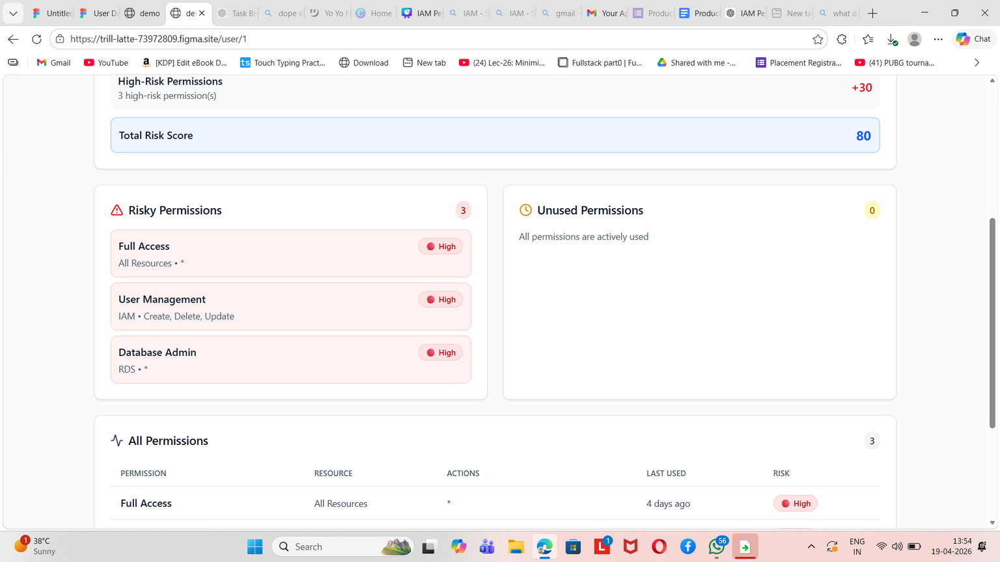 Untitled
User Da
demo
de
Task Br
dope s
Yo Yo H
Home
IAM Pe
IAM - S
IAM - S
gmail -
Your Ap
Produc
Produc
IAM Pe
New ta
what d
https://trill-latte-73972809.figma.site/user/1
Chat
Gmail
YouTube
[KDP] Edit eBook D...
Touch Typing Pract...
Download
New tab
(24) Lec-26: Minimi...
Fullstack part0 | Fu...
Shared with me -...
Placement Registra...
(41) PUBG tourna...
High-Risk Permissions
3 high-risk permission(s)
+30
Total Risk Score
80
Risky Permissions
3
Full Access
High
All Resources • *
User Management
High
IAM • Create, Delete, Update
Database Admin
High
RDS • *
Unused Permissions
0
All permissions are actively used
All Permissions
3
PERMISSION RESOURCE ACTIONS LAST USED RISK
Full Access All Resources * 4 days ago High
1
38°C
Sunny
Search
1
56
ENG
IN
13:54
19-04-2026